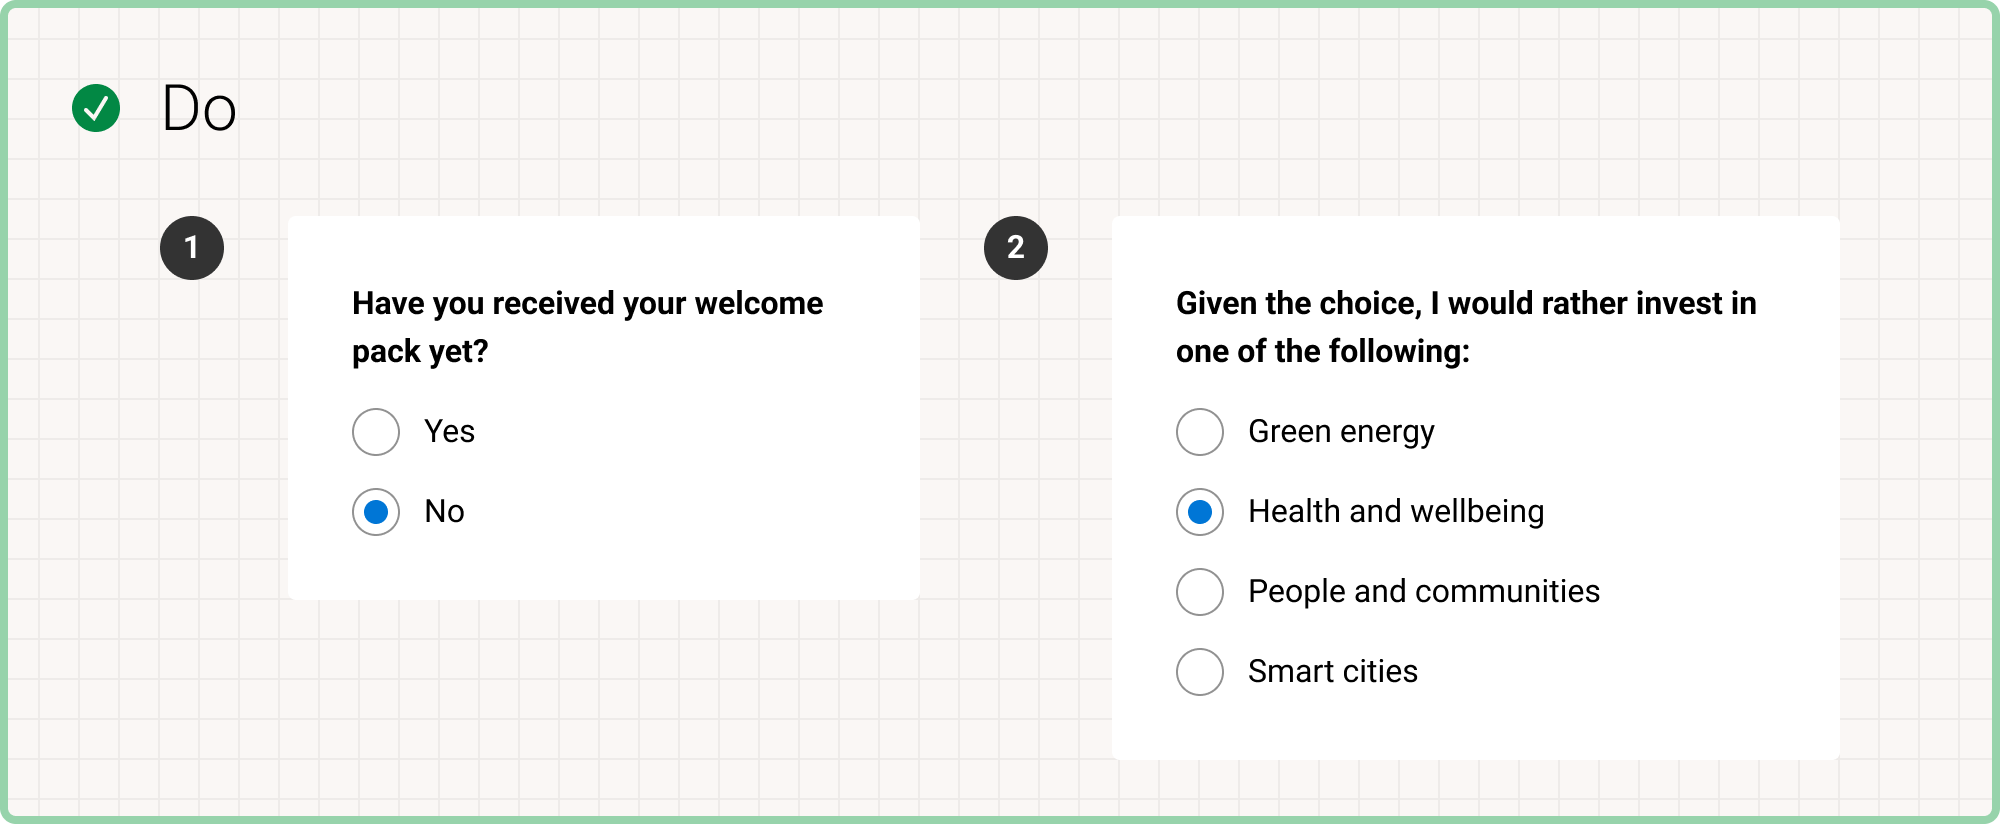 Do
1
Have you received your welcome
pack yet?
Yes
No
2
Given the choice, I would rather invest in
one of the following:
Green energy
Health and wellbeing
People and communities
Smart cities